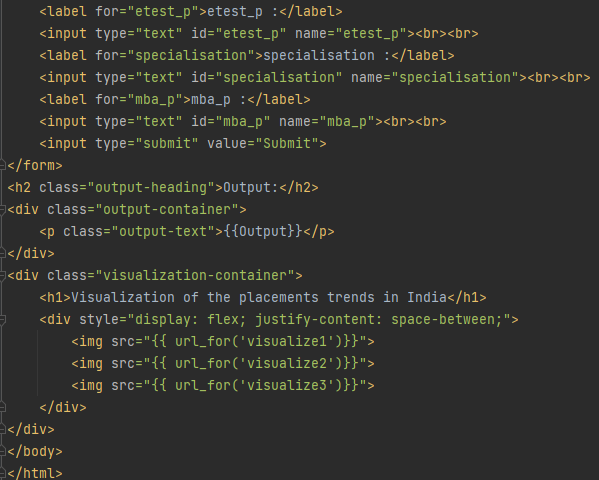 <label for="etest_p">etest_p :</label>
<input type="text" id="etest_p" name="etest_p"><br><br>
<label for="specialisation">specialisation :</label>
<input type="text" id="specialisation" name="specialisation"><br><br>
<label for="mba_p">mba_p :</label>
<input type="text" id="mba_p" name="mba_p"><br><br>
<input type="submit" value="Submit">
</form>
<h2 class="output-heading">Output:</h2>
<div class="output-container">
<p class="output-text">{{Output}}</p>
</div>
<div class="visualization-container">
<h1>Visualization of the placements trends in India</h1>
<div style="display: flex; justify-content: space-between;">
<img src="{{ url_for('visualize1')}}">
<img src="{{ url_for('visualize2')}}">
<img src="{{ url_for('visualize3')}}">
</div>
</div>
</body>
</html>